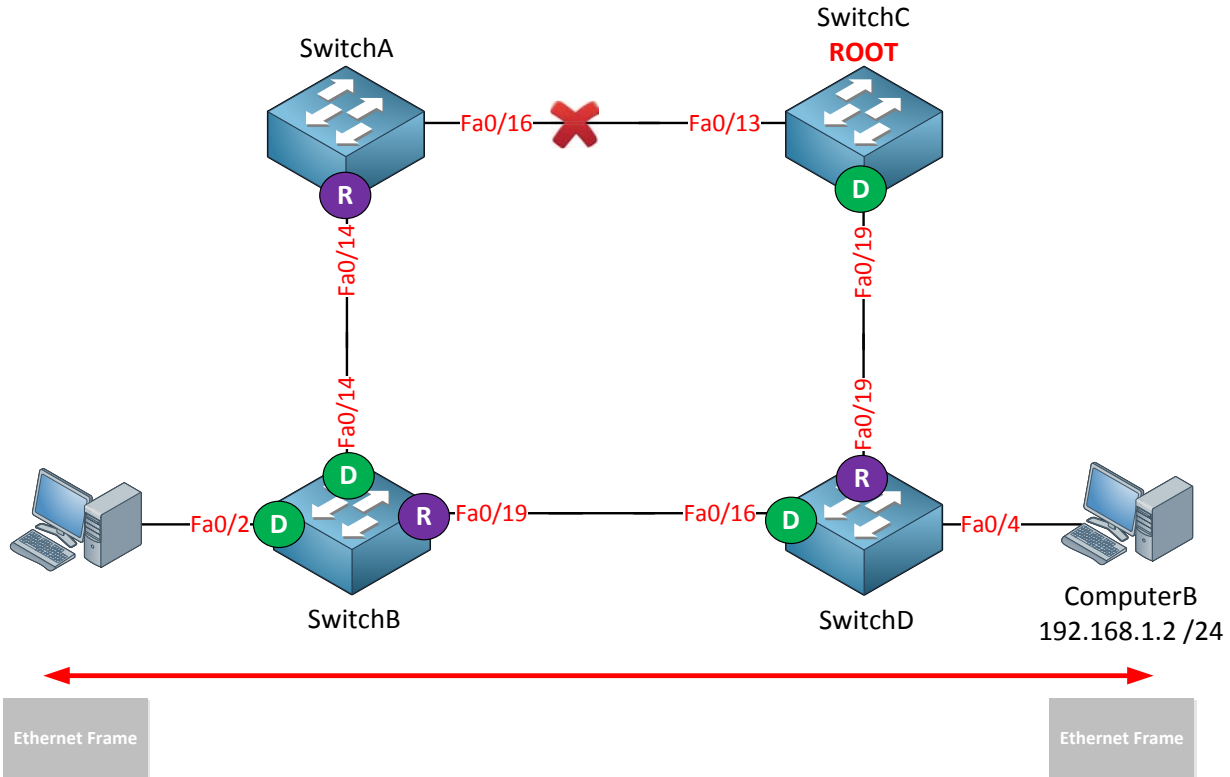 SwitchC
ROOT
SwitchA
Fa0/16
Fa0/13
R
D
Fa0/14
Fa0/19
Fa0/14
Fa0/19
D
R
Fa0/2
D
R
Fa0/19
Fa0/16
D
Fa0/4
SwitchB
SwitchD
ComputerB
192.168.1.2 /24
Ethernet Frame
Ethernet Frame